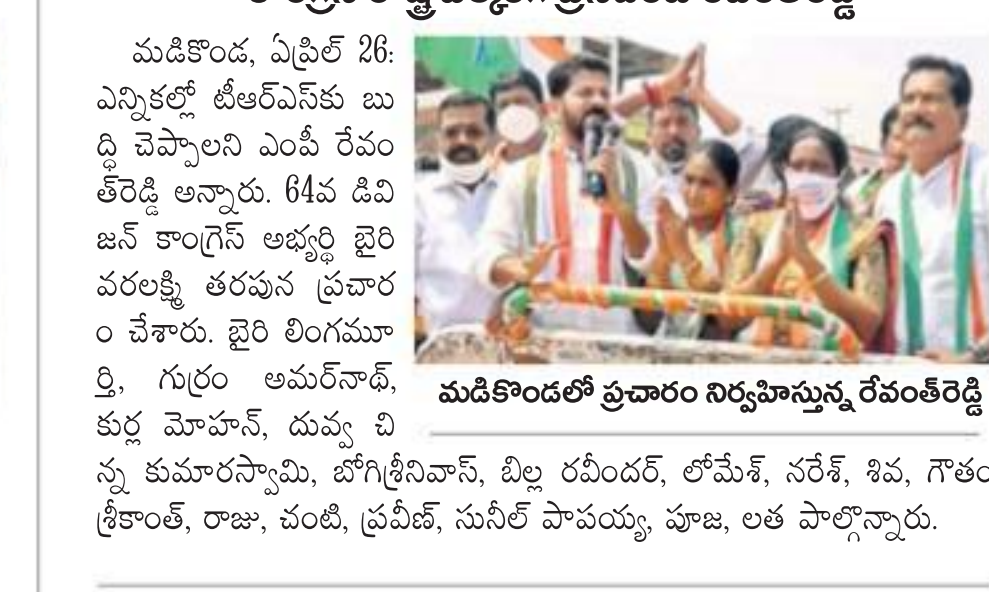 మడికొండ, ఏప్రిల్ 26:
ఎన్నికల్లో టీఆర్ఎస్‌కు బు
ద్ధి చెప్పాలని ఎంపీ రేవం
త్‌రెడ్డి అన్నారు. 64వ డివి
జన్ కాంగ్రెస్ అభ్యర్థి బైరి
వరలక్ష్మి తరపున ప్రచార
ం చేశారు. బైరి లింగమూ
ర్తి, గుర్రం అమర్‌నాథ్,
కుర్ల మోహన్, దువ్వ చి
న్న కుమారస్వామి, బోగిశ్రీనివాస్, బిల్ల రవీందర్, లోమేశ్, నరేశ్, శివ, గౌతం
శ్రీకాంత్, రాజు, చంటి, ప్రవీణ్, సునీల్ పాపయ్య, పూజ, లత పాల్గొన్నారు.
మడికొండలో ప్రచారం నిర్వహిస్తున్న రేవంత్‌రెడ్డి